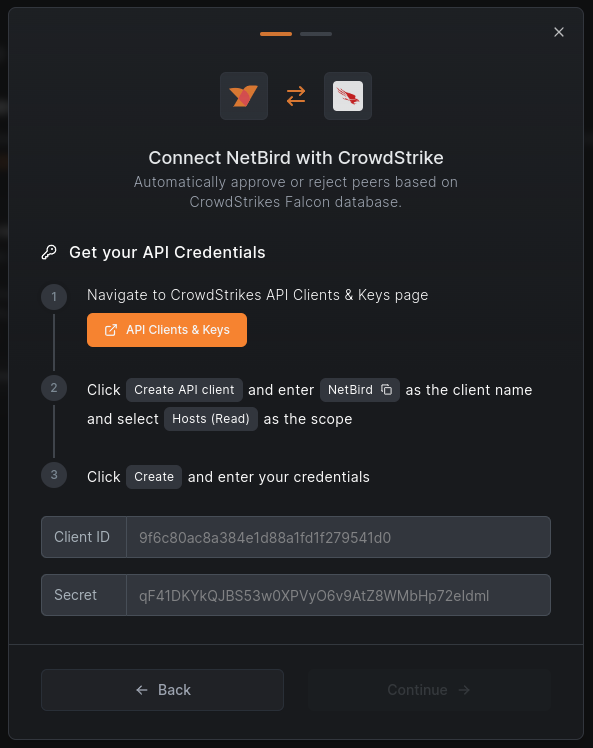 Connect NetBird with CrowdStrike
Automatically approve or reject peers based on
CrowdStrikes Falcon database.
Get your API Credentials
1
Navigate to CrowdStrikes API Clients & Keys page
API Clients & Keys
2
Click Create API client and enter NetBird as the client name
and select Hosts (Read) as the scope
3
Click Create and enter your credentials
Client ID 9f6c80ac8a384e1d88a1fd1f279541d0
Secret qF41DKYkQJBS53w0XPVyO6v9AtZ8WMbHp72eIdml
Back
Continue